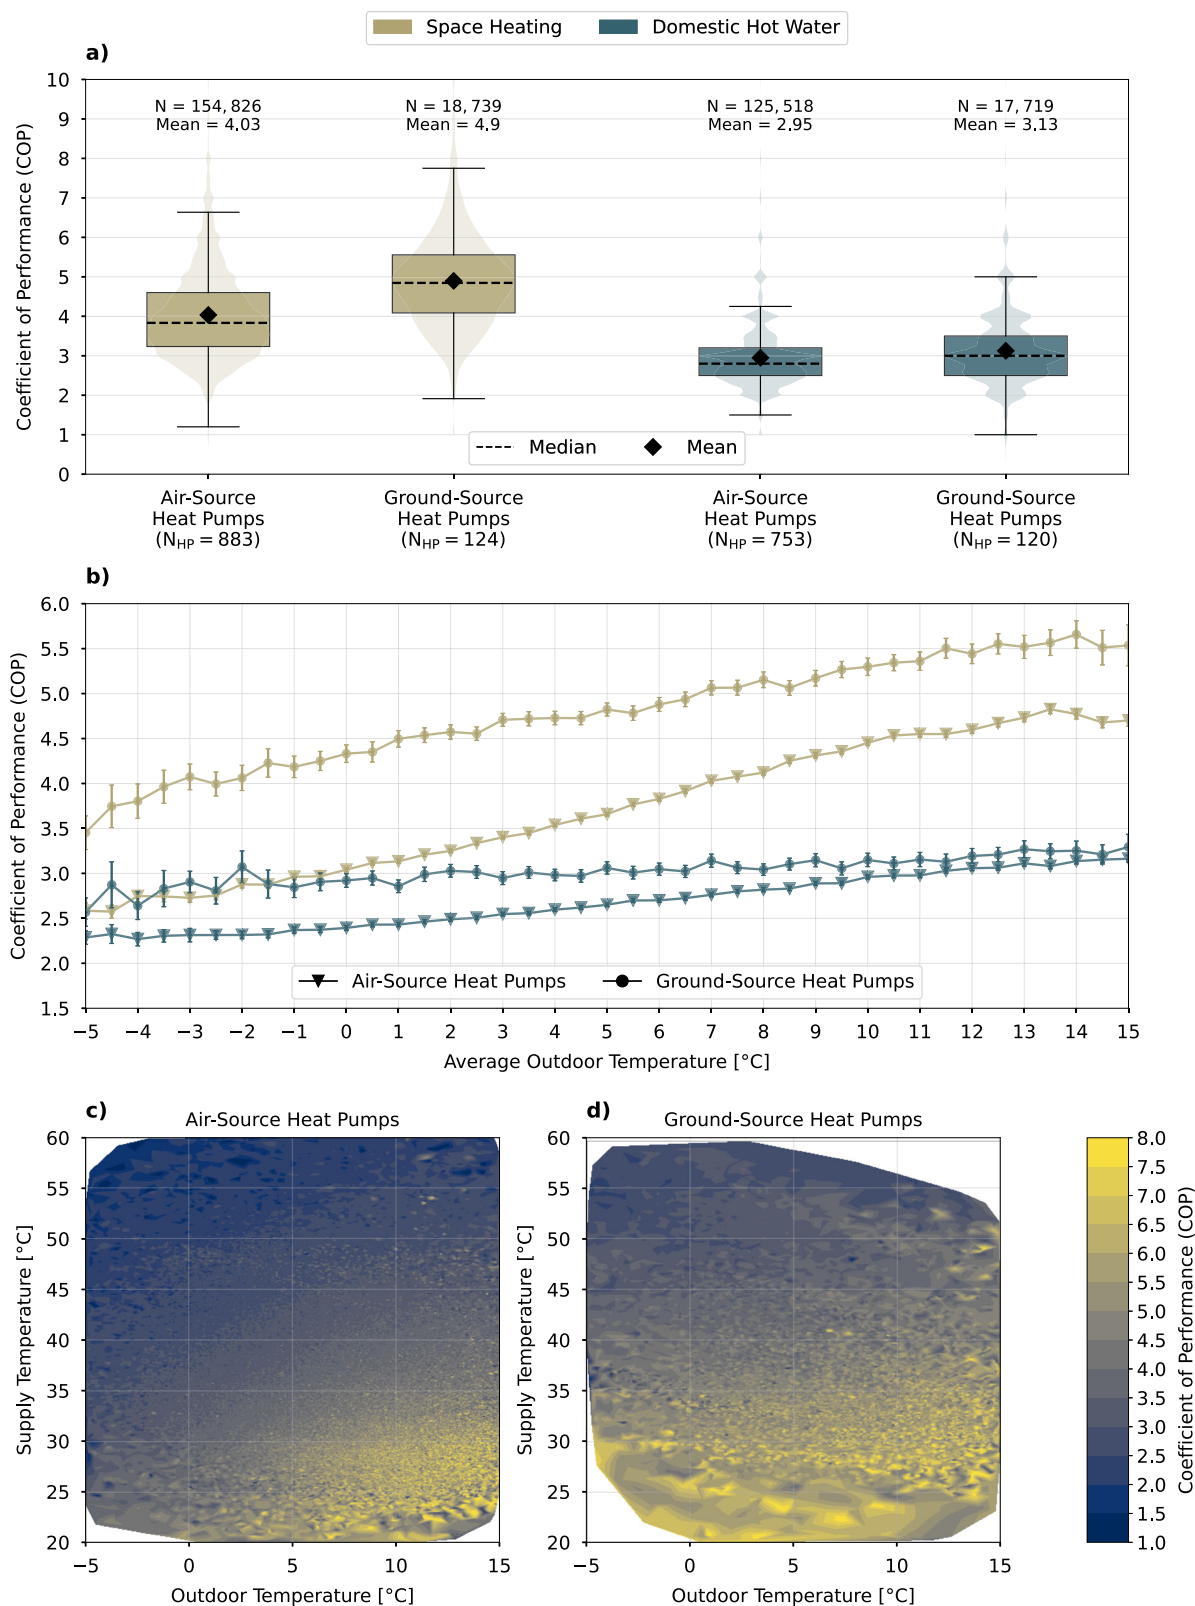 Space Heating
Domestic Hot Water
a)
Coefficient of Performance (COP)
10
9
8
7
6
5
4
3
2
1
0
N = 154,826
Mean = 4.03
N = 18,739
Mean = 4.9
N = 125,518
Mean = 2.95
N = 17,719
Mean = 3.13
Median
Mean
Air-Source
Heat Pumps
(N_HP = 883)
Ground-Source
Heat Pumps
(N_HP = 124)
Air-Source
Heat Pumps
(N_HP = 753)
Ground-Source
Heat Pumps
(N_HP = 120)
b)
Coefficient of Performance (COP)
6.0
5.5
5.0
4.5
4.0
3.5
3.0
2.5
2.0
1.5
Air-Source Heat Pumps
Ground-Source Heat Pumps
−5 −4 −3 −2 −1 0 1 2 3 4 5 6 7 8 9 10 11 12 13 14 15
Average Outdoor Temperature [°C]
c)
Air-Source Heat Pumps
Supply Temperature [°C]
60
55
50
45
40
35
30
25
20
−5 0 5 10 15
Outdoor Temperature [°C]
d)
Ground-Source Heat Pumps
Supply Temperature [°C]
60
55
50
45
40
35
30
25
20
−5 0 5 10 15
Outdoor Temperature [°C]
8.0
7.5
7.0
6.5
6.0
5.5
5.0
4.5
4.0
3.5
3.0
2.5
2.0
1.5
1.0
Coefficient of Performance (COP)